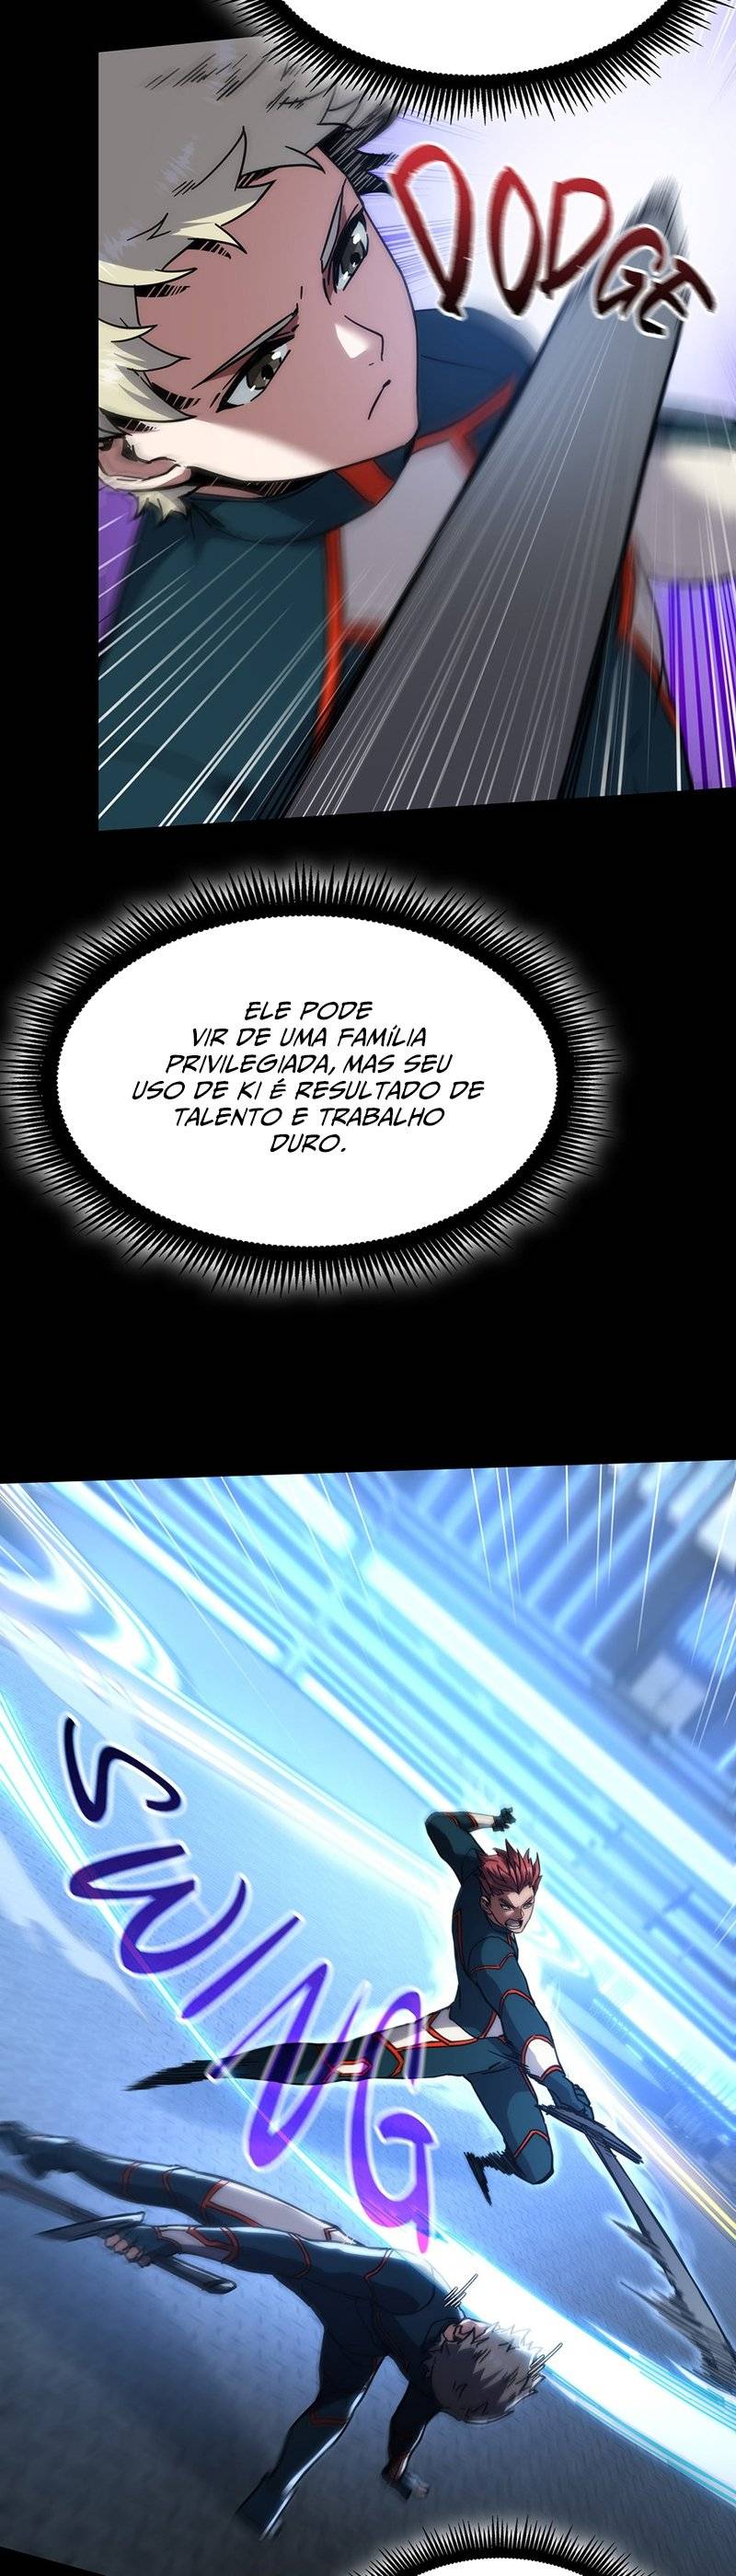 DODGE
ELE PODE
VIR DE UMA FAMÍLIA
PRIVILEGIADA, MAS SEU
USO DE KI É RESULTADO DE
TALENTO E TRABALHO
DURO.
SWING